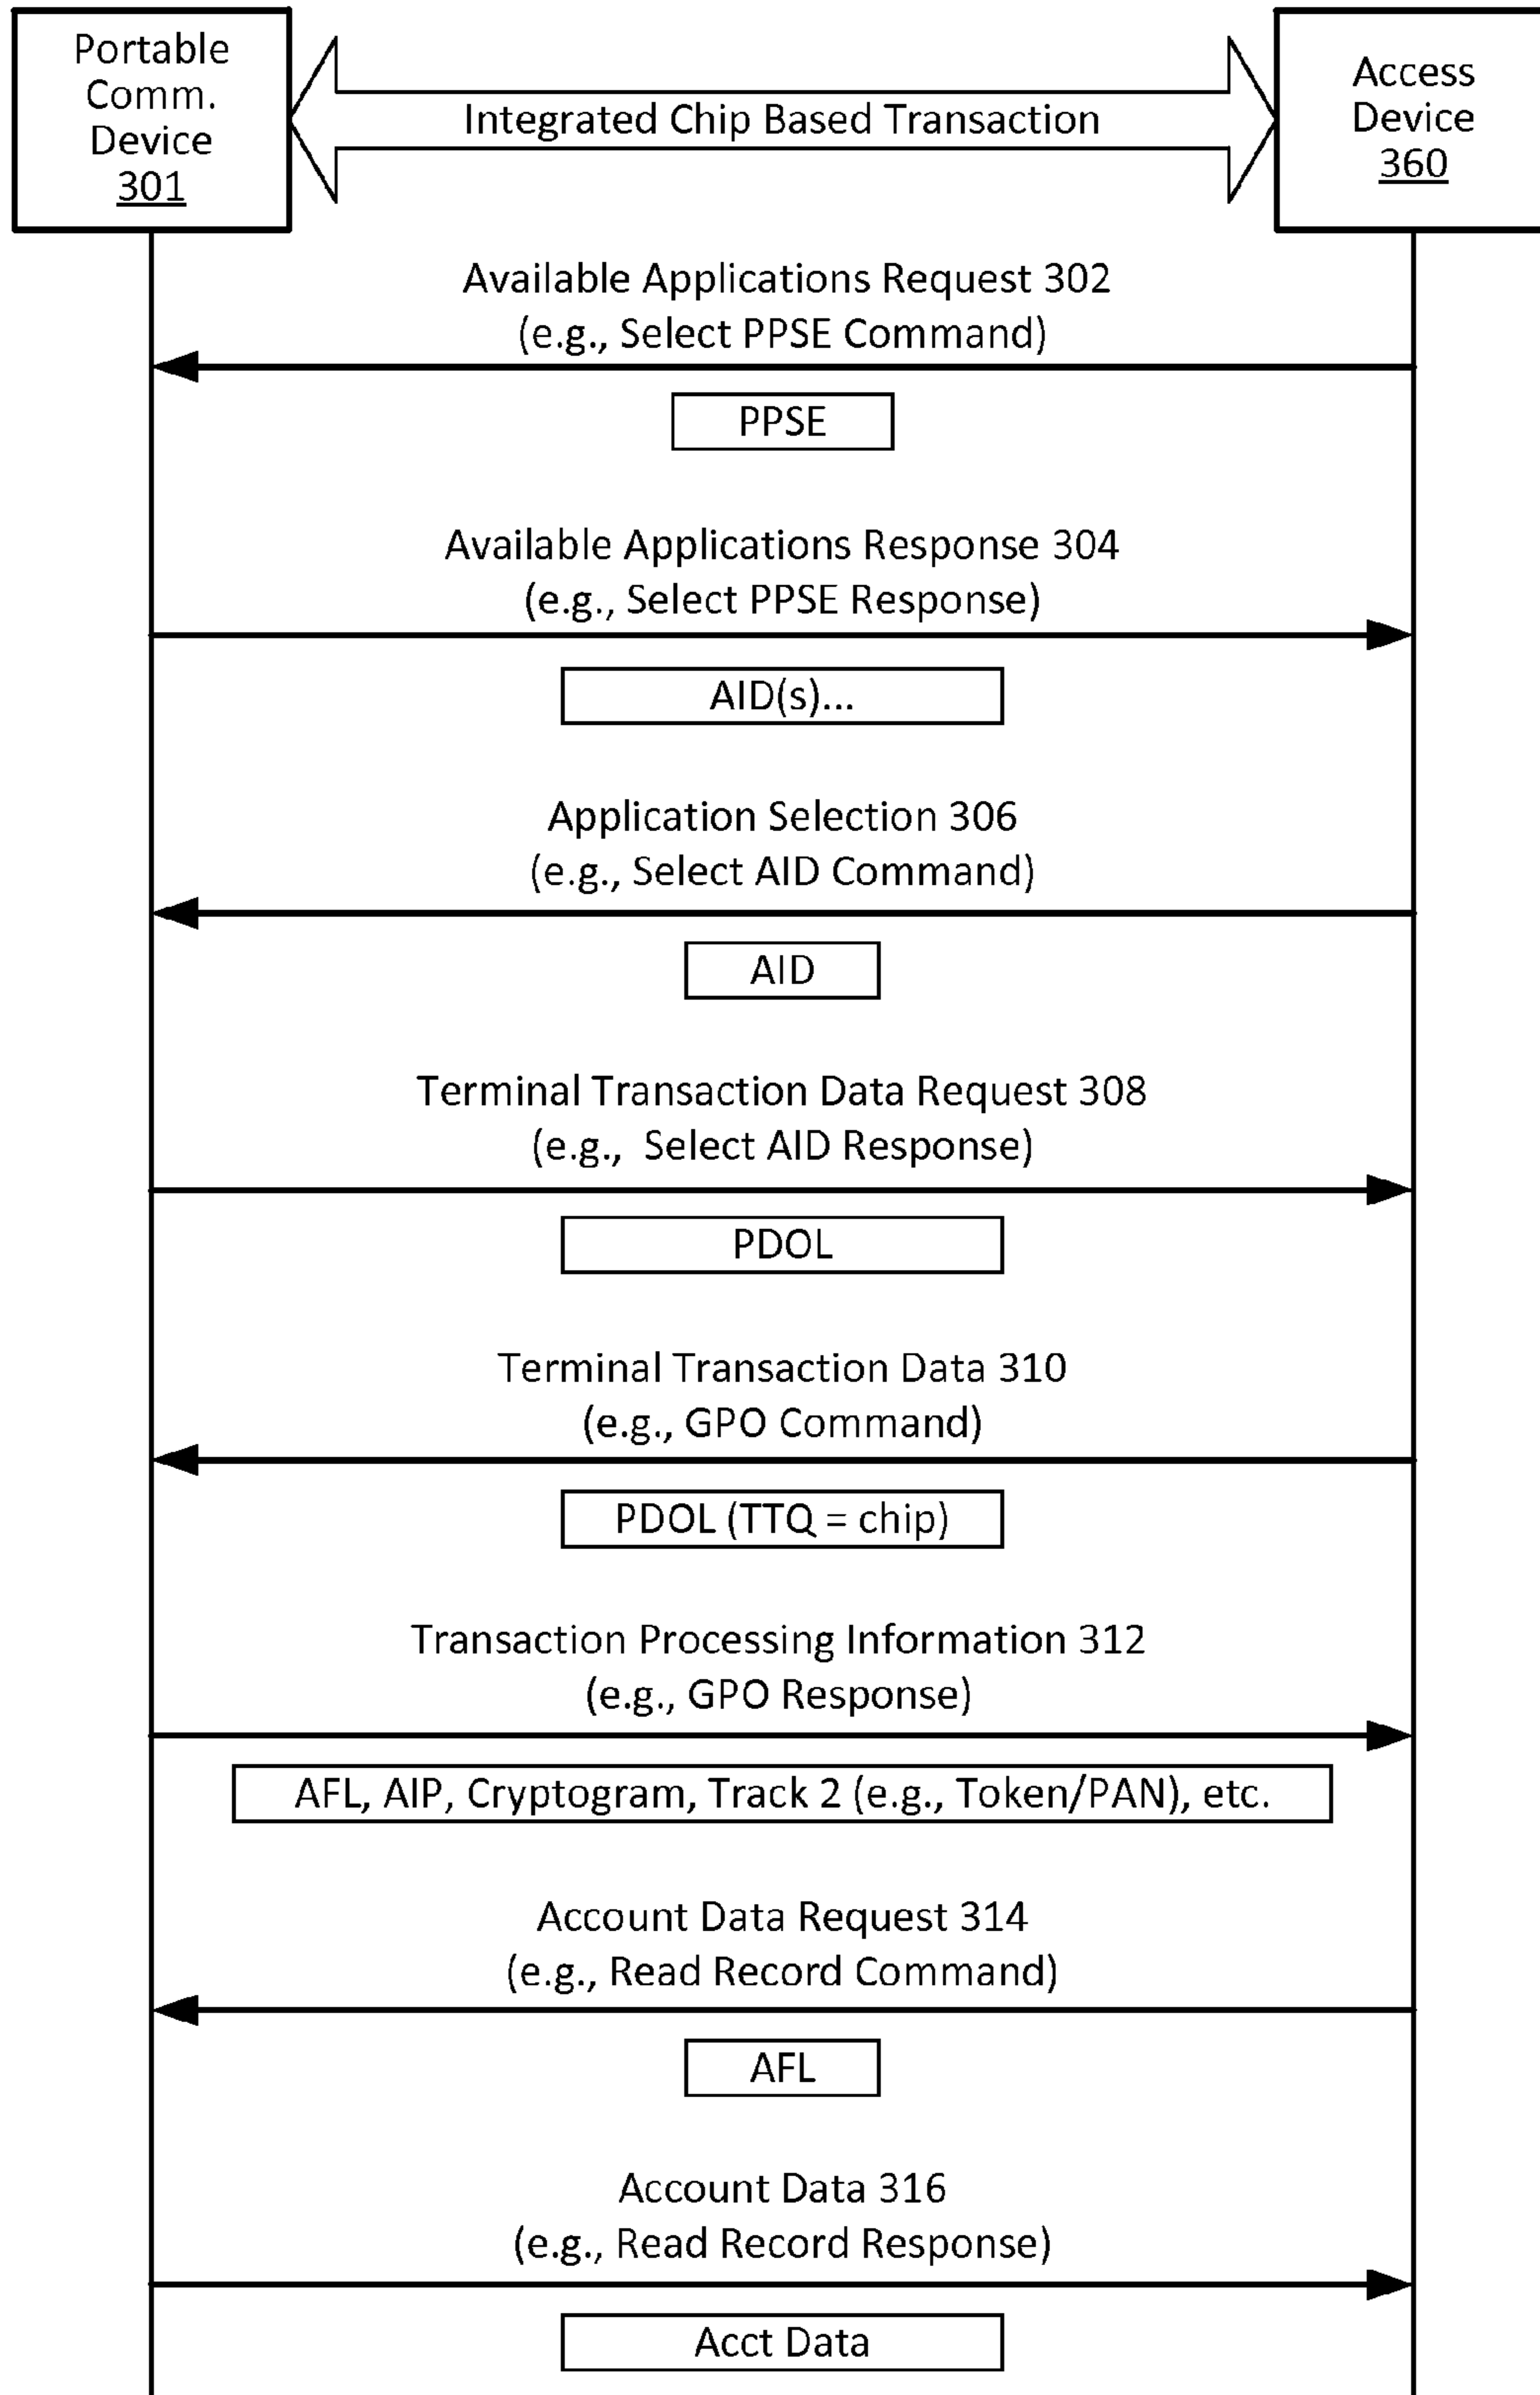 Portable
Comm.
Device
301
Integrated Chip Based Transaction
Access
Device
360
Available Applications Request 302
(e.g., Select PPSE Command)
PPSE
Available Applications Response 304
(e.g., Select PPSE Response)
AID(s)...
Application Selection 306
(e.g., Select AID Command)
AID
Terminal Transaction Data Request 308
(e.g., Select AID Response)
PDOL
Terminal Transaction Data 310
(e.g., GPO Command)
PDOL (TTQ = chip)
Transaction Processing Information 312
(e.g., GPO Response)
AFL, AIP, Cryptogram, Track 2 (e.g., Token/PAN), etc.
Account Data Request 314
(e.g., Read Record Command)
AFL
Account Data 316
(e.g., Read Record Response)
Acct Data